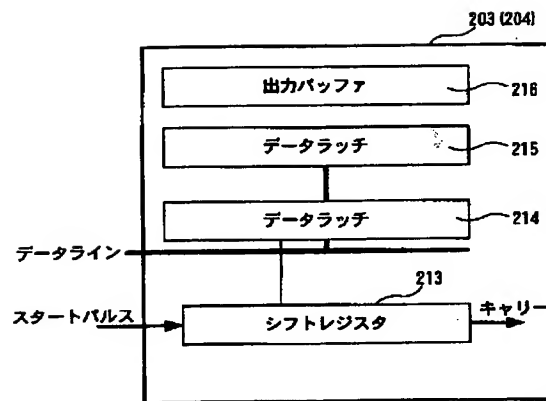 203 (204)
出力バッファ
216
データラッチ
215
データラッチ
214
データライン
213
スタートパルス
シフトレジスタ
キャリー